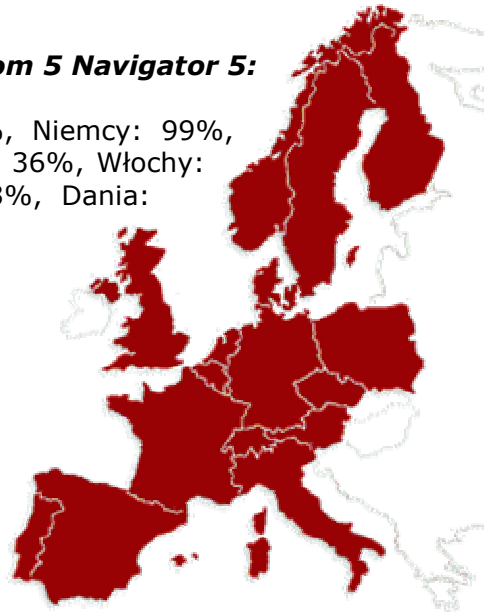 om 5 Navigator 5:
%, Niemcy: 99%,
36%, Włochy:
3%, Dania: